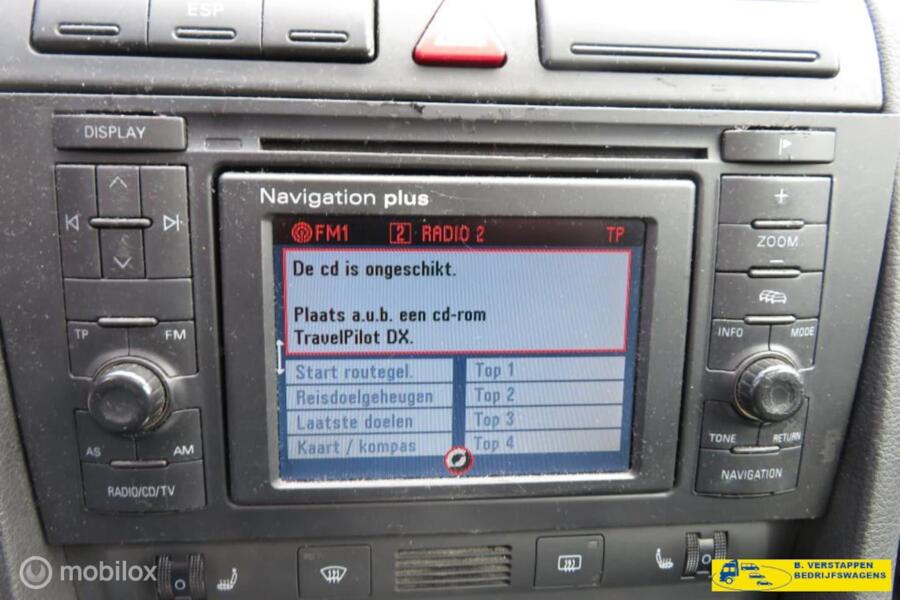 ESP
DISPLAY
Navigation plus
FM1 2 RADIO 2 TP
De cd is ongeschikt.
Plaats a.u.b. een cd-rom
TravelPilot DX.
Start routegel. Top 1
Reisdoelgeheugen Top 2
Laatste doelen Top 3
Kaart / kompas Top 4
TP FM
AS AM
RADIO/CD/TV
+
ZOOM
-
INFO MODE
TONE RETURN
NAVIGATION
mobilox
B. VERSTAPPEN
BEDRIJFSWAGENS